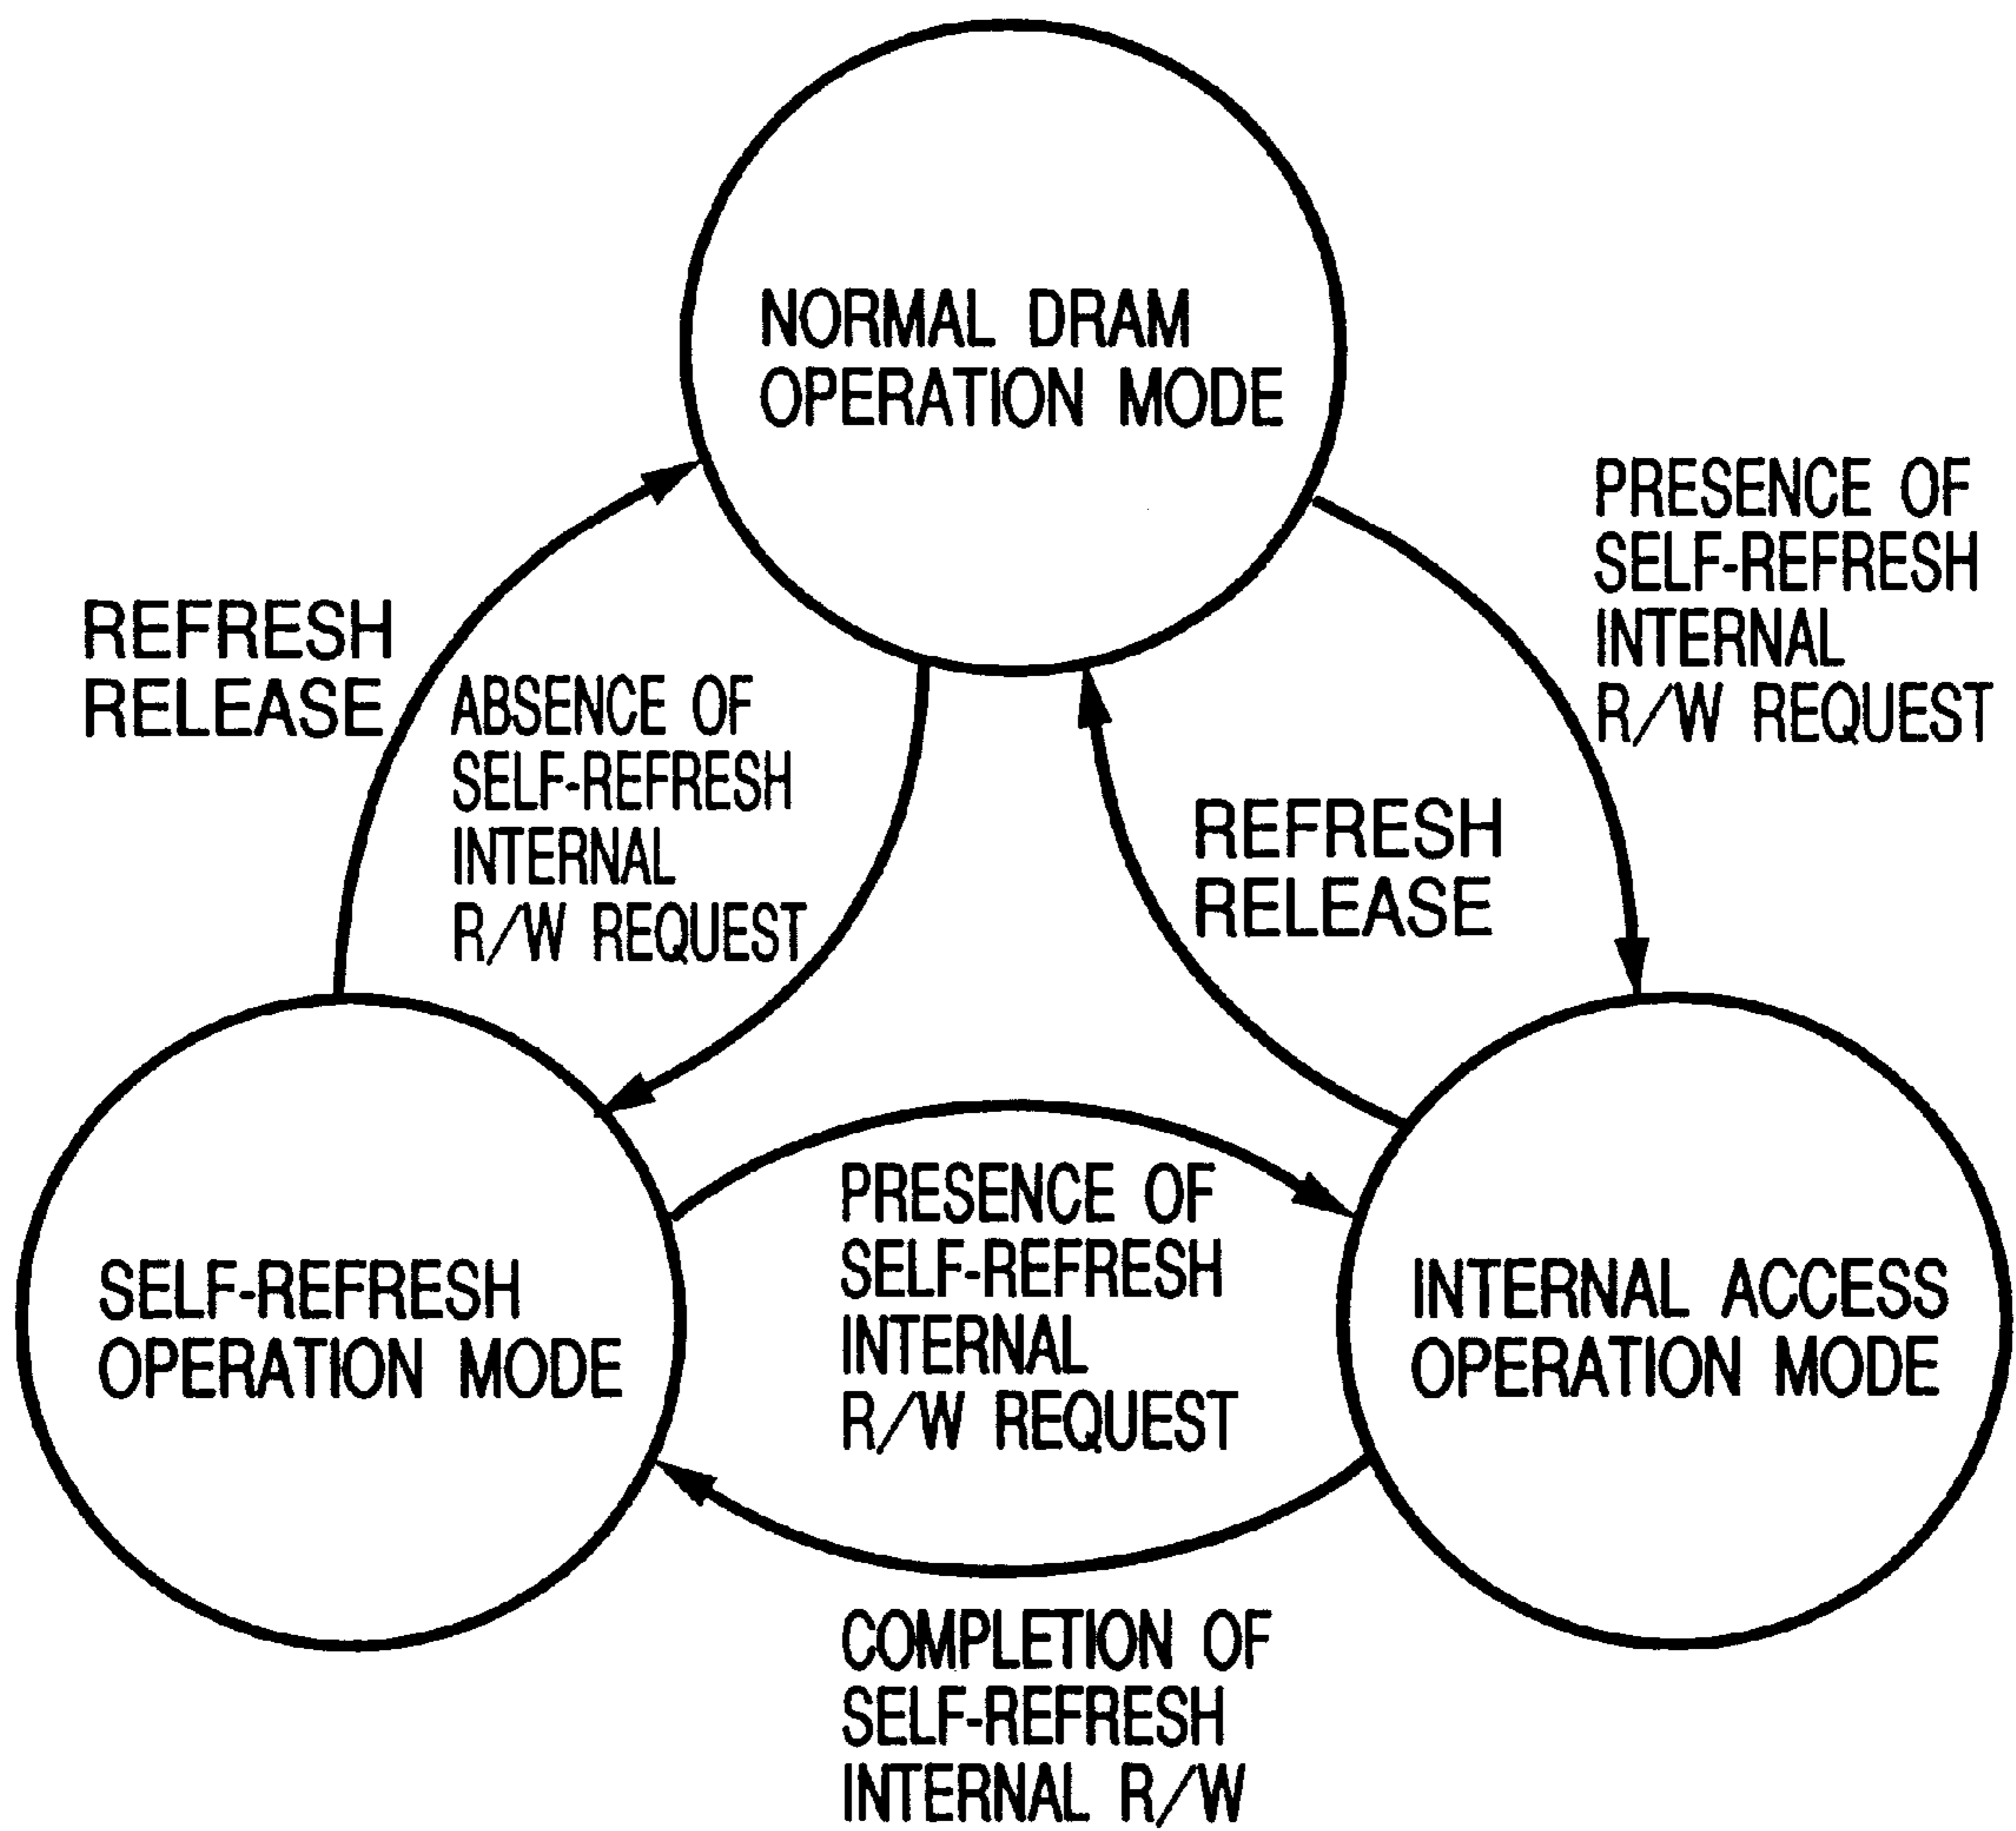 NORMAL DRAM
OPERATION MODE
PRESENCE OF
SELF-REFRESH
INTERNAL
R/W REQUEST
REFRESH
RELEASE
ABSENCE OF
SELF-REFRESH
INTERNAL
R/W REQUEST
REFRESH
RELEASE
SELF-REFRESH
OPERATION MODE
PRESENCE OF
SELF-REFRESH
INTERNAL
R/W REQUEST
INTERNAL ACCESS
OPERATION MODE
COMPLETION OF
SELF-REFRESH
INTERNAL R/W